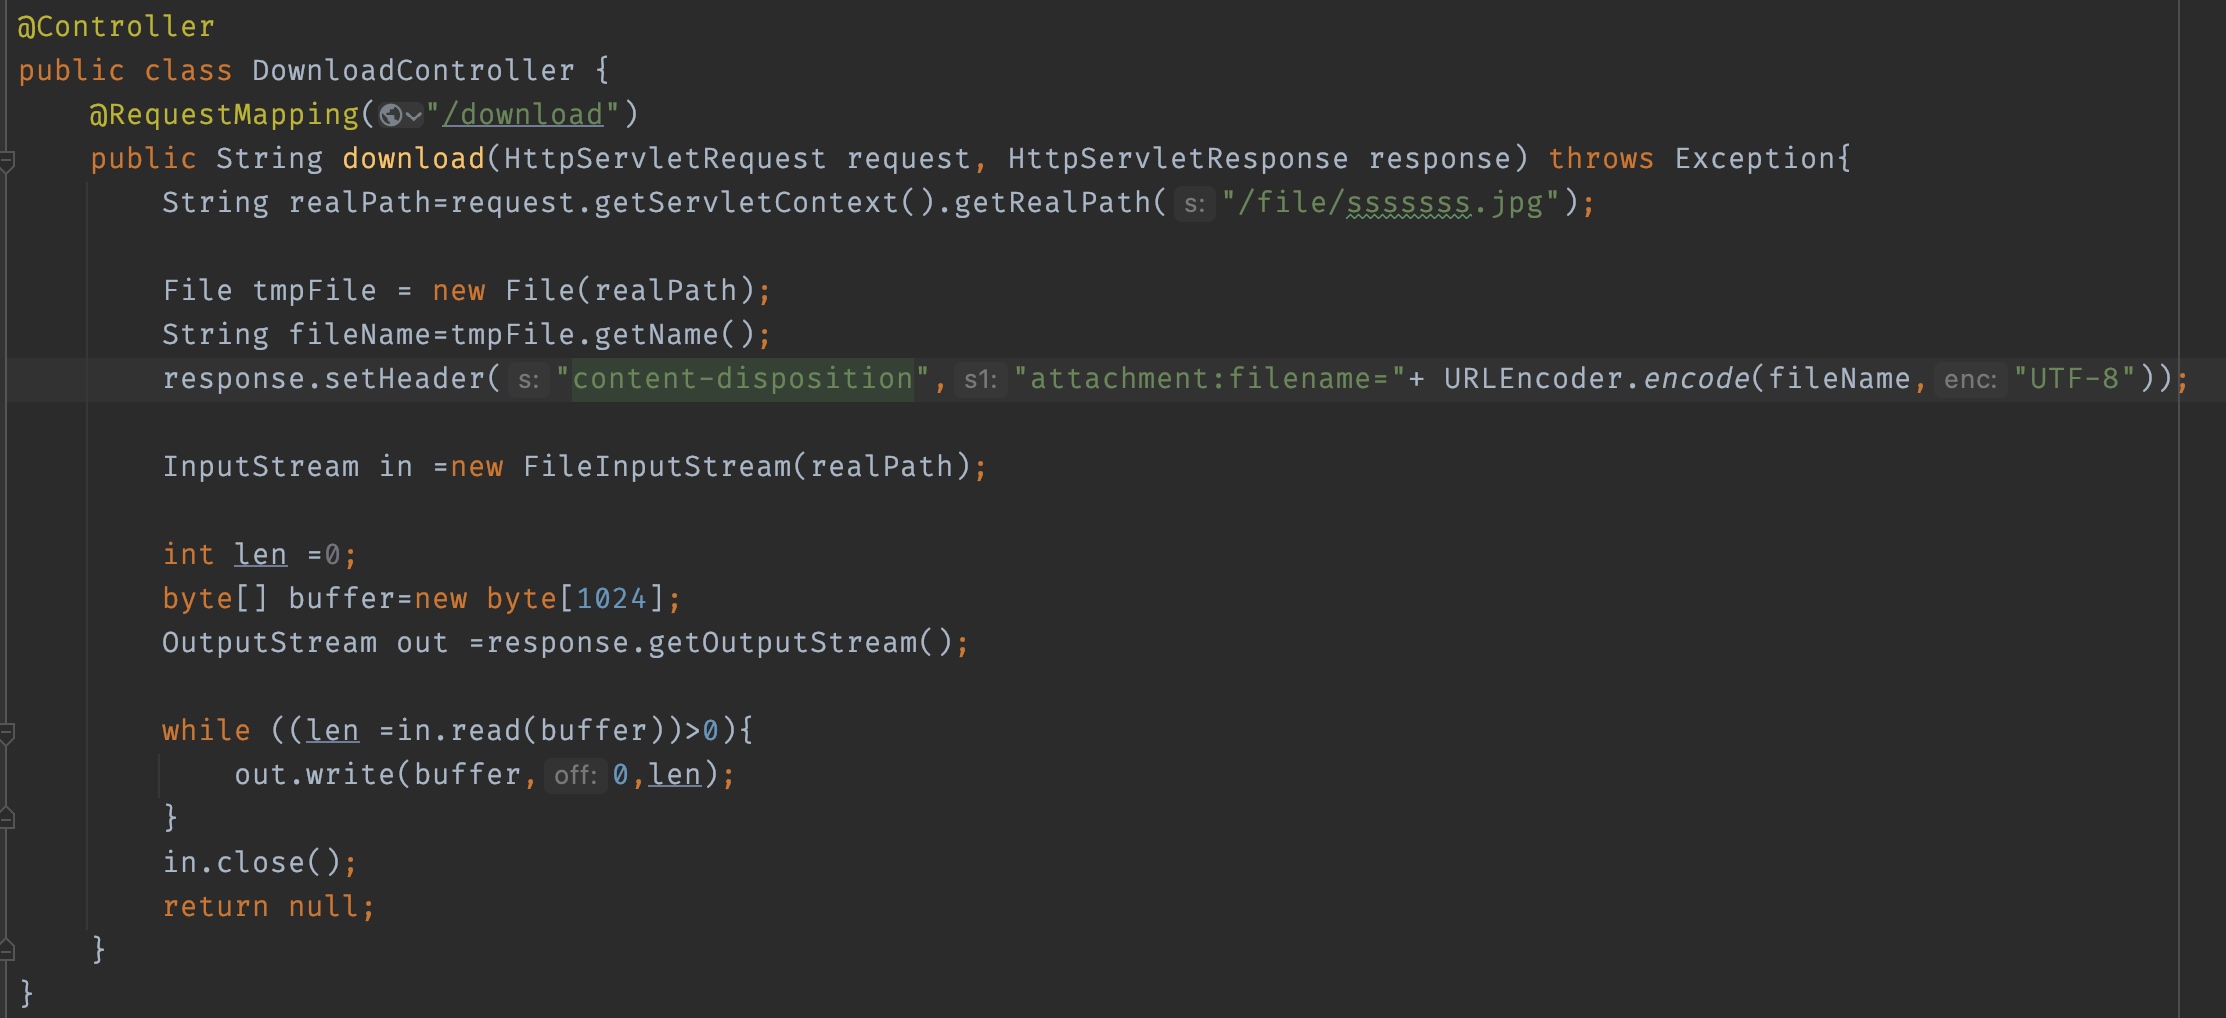 @Controller
public class DownloadController {
@RequestMapping("/download")
public String download(HttpServletRequest request, HttpServletResponse response) throws Exception{
String realPath=request.getServletContext().getRealPath( s: "/file/sssssss.jpg");
File tmpFile = new File(realPath);
String fileName=tmpFile.getName();
response.setHeader( s: "content-disposition", s1: "attachment:filename="+ URLEncoder.encode(fileName, enc: "UTF-8"));
InputStream in =new FileInputStream(realPath);
int len =0;
byte[] buffer=new byte[1024];
OutputStream out =response.getOutputStream();
while ((len =in.read(buffer))>0){
out.write(buffer, off: 0,len);
}
in.close();
return null;
}
}